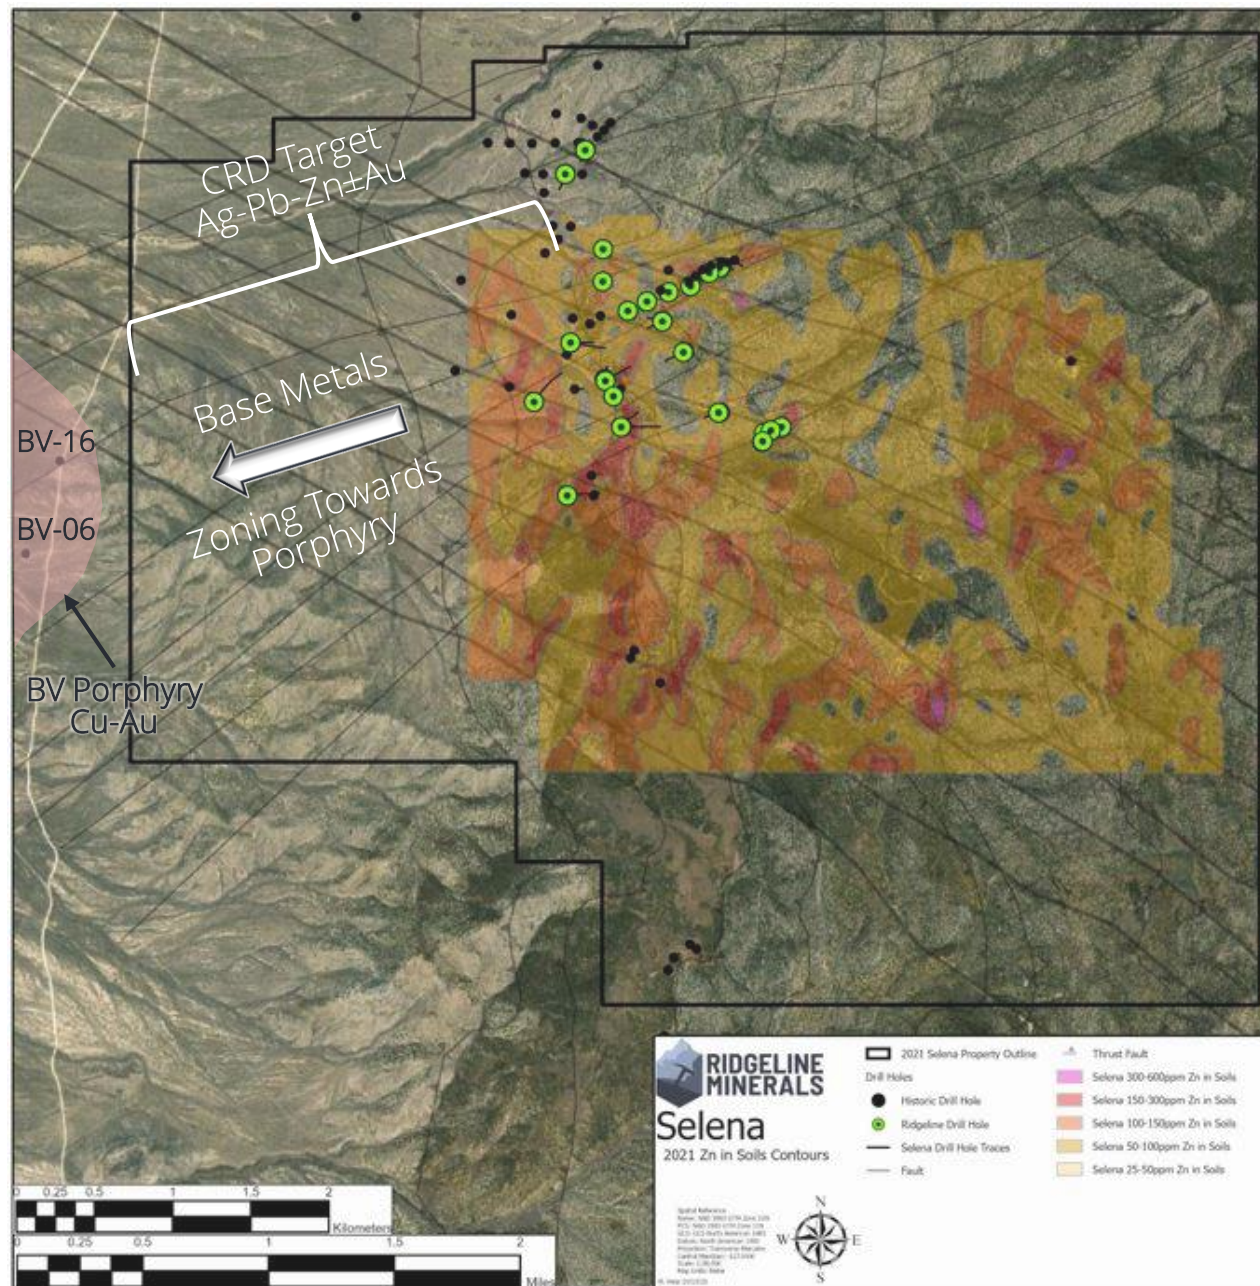 CRD Target
Ag-Pb-Zn±Au
Base Metals
Zoning Towards
Porphyry
BV-16
BV-06
BV Porphyry
Cu-Au
RIDGELINE
MINERALS
Selena
2021 Zn in Soils Contours
2021 Selena Property Outline
Drill Holes
Historic Drill Hole
Ridgeline Drill Hole
Selena Drill Hole Traces
Fault
Thrust Fault
Selena 300-600ppm Zn in Soils
Selena 150-300ppm Zn in Soils
Selena 100-150ppm Zn in Soils
Selena 50-100ppm Zn in Soils
Selena 25-50ppm Zn in Soils
Spatial Reference
N
W E
S
0 0.25 0.5 1 1.5 2
Kilometers
0 0.25 0.5 1 1.5 2
Miles